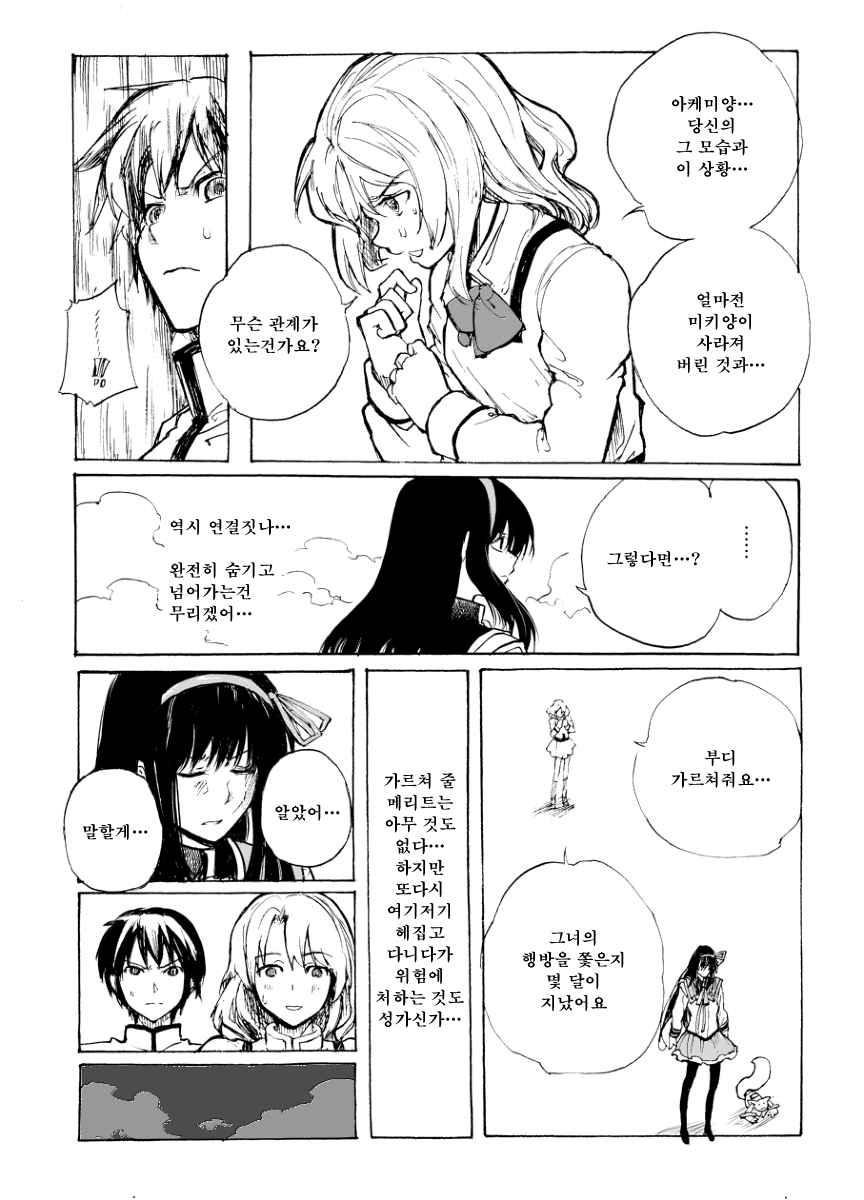 아케미양…
당신의
그 모습과
이 상황…
얼마전
미키양이
사라져
버린 것과…
무슨 관계가
있는건가요?
………!!
………
그렇다면…?
역시 연결짓나…
완전히 숨기고
넘어가는건
무리겠어…
부디
가르쳐줘요…
그녀의
행방을 쫓은지
몇 달이
지났어요
가르쳐 줄
메리트는
아무 것도
없다…
하지만
또다시
여기저기
헤집고
다니다가
위험에
처하는 것도
성가신가…
알았어…
말할게…